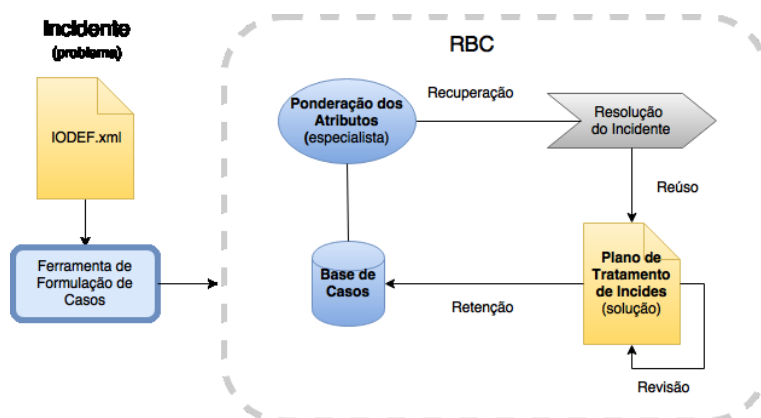 Incidente
(problema)
IODEF.xml
Ferramenta de
Formulação de
Casos
RBC
Ponderação dos
Atributos
(especialista)
Recuperação
Resolução
do Incidente
Reúso
Plano de
Tratamento
de Incides
(solução)
Revisão
Retenção
Base de
Casos